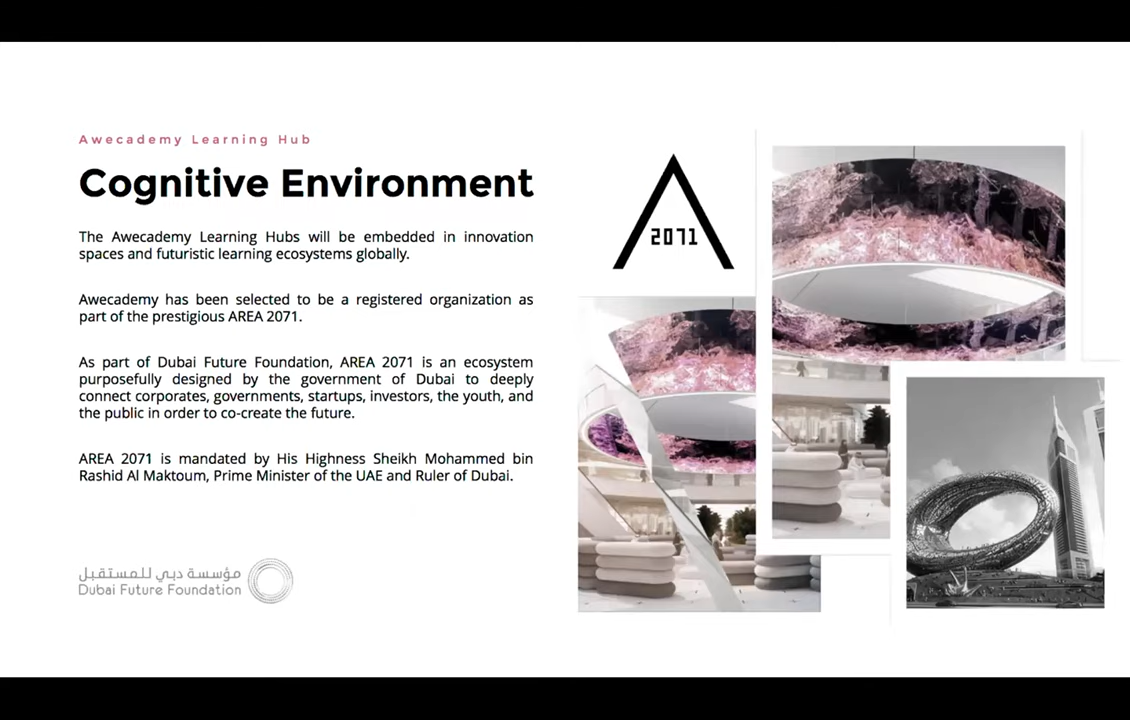 Awecademy Learning Hub
Cognitive Environment
The Awecademy Learning Hubs will be embedded in innovation
spaces and futuristic learning ecosystems globally.
Awecademy has been selected to be a registered organization as
part of the prestigious AREA 2071.
As part of Dubai Future Foundation, AREA 2071 is an ecosystem
purposefully designed by the government of Dubai to deeply
connect corporates, governments, startups, investors, the youth, and
the public in order to co-create the future.
AREA 2071 is mandated by His Highness Sheikh Mohammed bin
Rashid Al Maktoum, Prime Minister of the UAE and Ruler of Dubai.
مؤسسة دبي للمستقبل
Dubai Future Foundation
2071